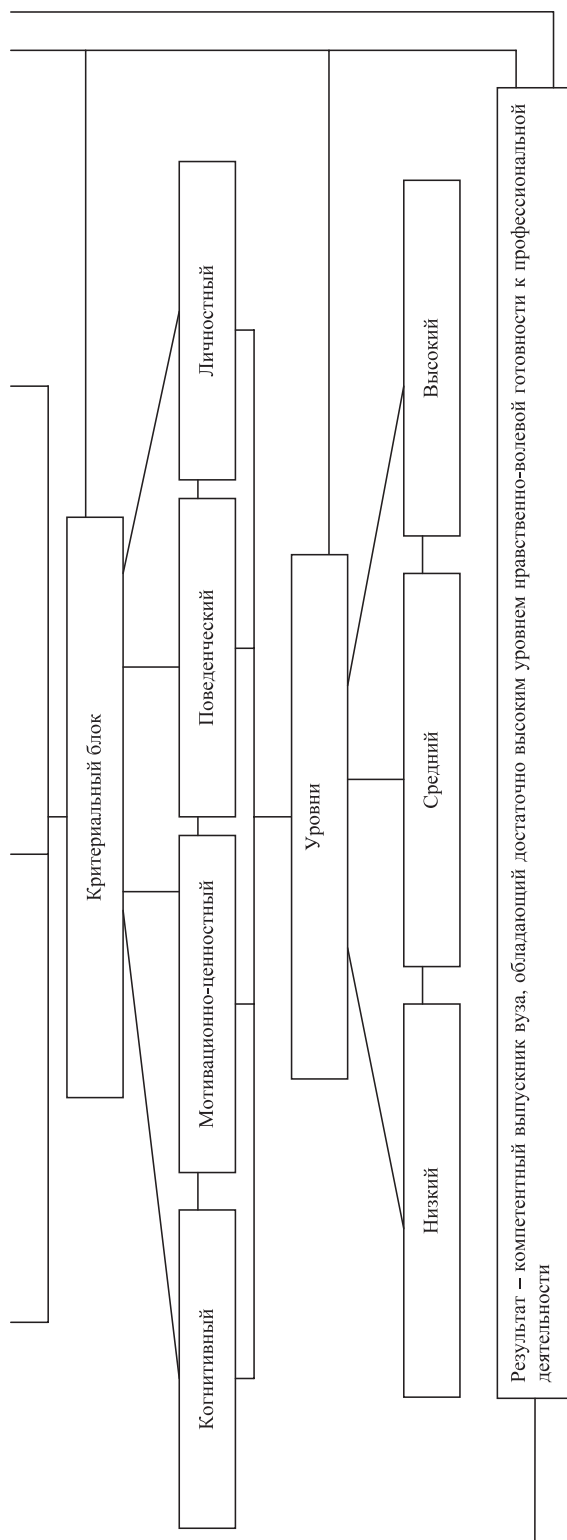 Критериальный блок
Когнитивный
Мотивационно-ценностный
Поведенческий
Личностный
Уровни
Низкий
Средний
Высокий
Результат – компетентный выпускник вуза, обладающий достаточно высоким уровнем нравственно-волевой готовности к профессиональной
деятельности